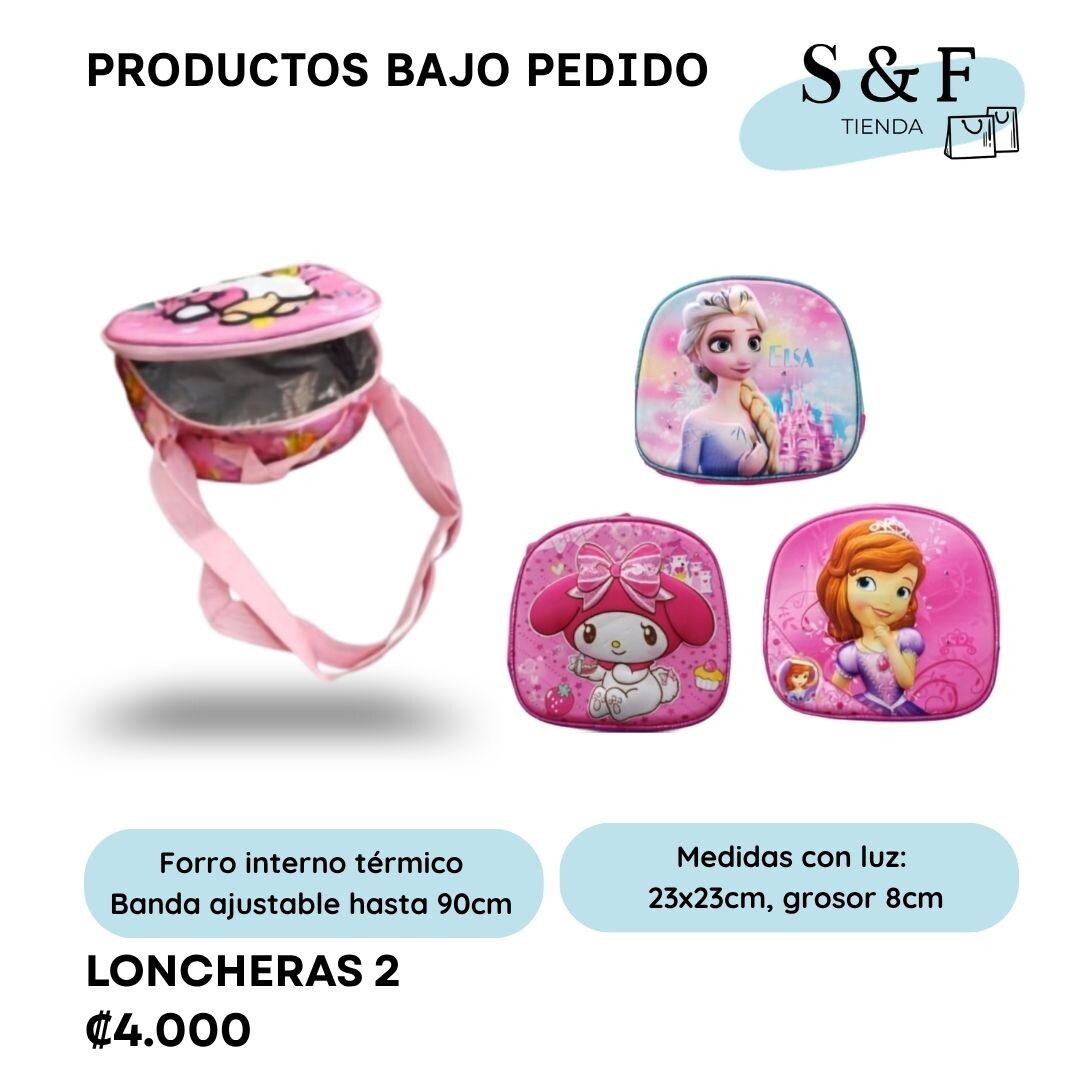 PRODUCTOS BAJO PEDIDO
S & F
TIENDA
ELSA
Forro interno térmico
Banda ajustable hasta 90cm
Medidas con luz:
23x23cm, grosor 8cm
LONCHERAS 2
₡4.000